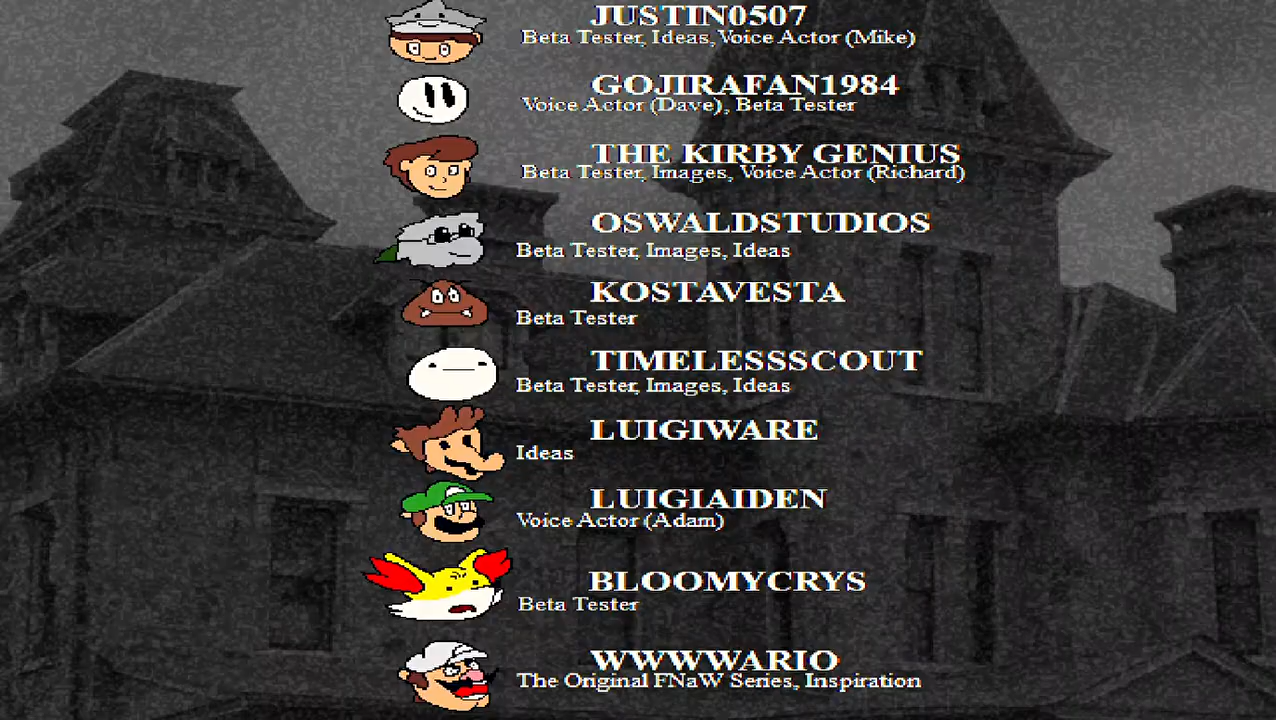 JUSTIN0507
Beta Tester, Ideas, Voice Actor (Mike)
GOJIRAFAN1984
Voice Actor (Dave), Beta Tester
THE KIRBY GENIUS
Beta Tester, Images, Voice Actor (Richard)
OSWALDSTUDIOS
Beta Tester, Images, Ideas
KOSTAVESTA
Beta Tester
TIMELESSSCOUT
Beta Tester, Images, Ideas
LUIGIWARE
Ideas
LUIGIAIDEN
Voice Actor (Adam)
BLOOMYCRYS
Beta Tester
WWWWARIO
The Original FNaW Series, Inspiration